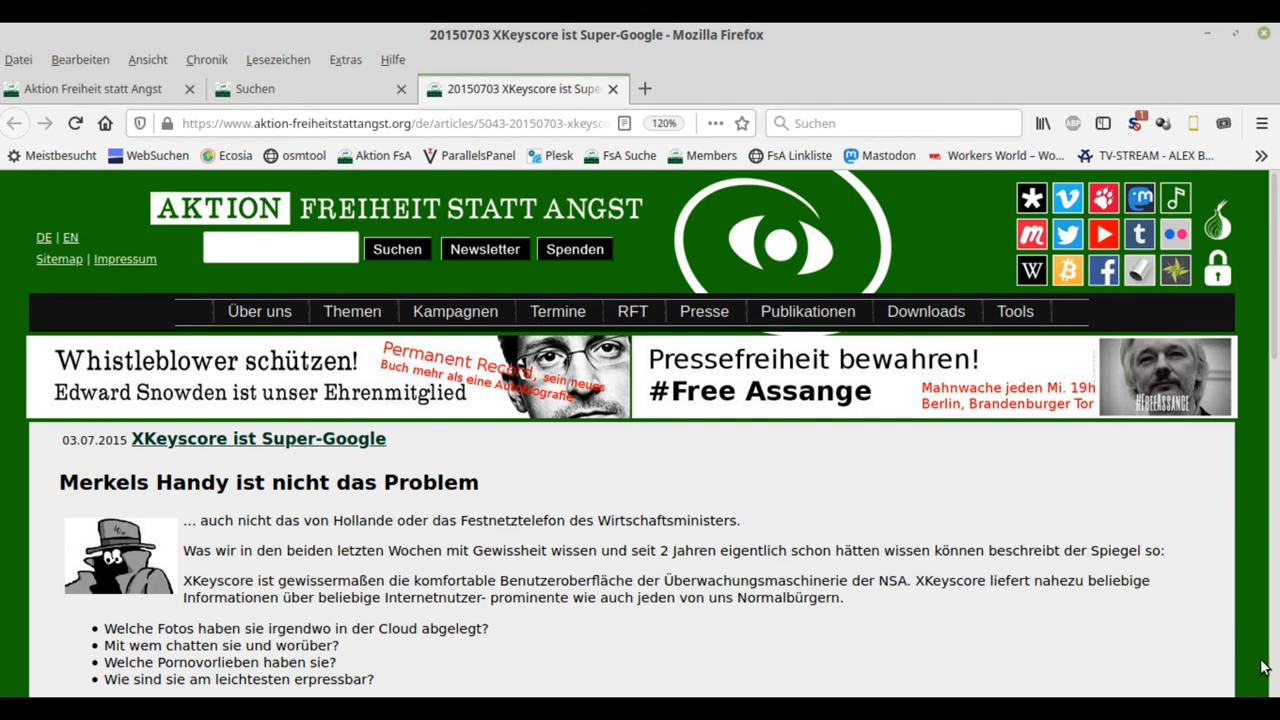 20150703 XKeyscore ist Super-Google - Mozilla Firefox
Datei Bearbeiten Ansicht Chronik Lesezeichen Extras Hilfe
Aktion Freiheit statt Angst Suchen 20150703 XKeyscore ist Supe
https://www.aktion-freiheitstattangst.org/de/articles/5043-20150703-xkeysc 120% Suchen
Meistbesucht WebSuchen Ecosia osmtool Aktion FsA ParallelsPanel Plesk FsA Suche Members FsA Linkliste Mastodon Workers World – Wo... TV-STREAM - ALEX B...
AKTION FREIHEIT STATT ANGST
DE | EN
Sitemap | Impressum
Suchen Newsletter Spenden
Über uns Themen Kampagnen Termine RFT Presse Publikationen Downloads Tools
Whistleblower schützen!
Edward Snowden ist unser Ehrenmitglied
Permanent Record, sein neues
Buch mehr als eine Autobiografie
Pressefreiheit bewahren!
#Free Assange
Mahnwache jeden Mi. 19h
Berlin, Brandenburger Tor
#FREEASSANGE
03.07.2015 XKeyscore ist Super-Google
Merkels Handy ist nicht das Problem
... auch nicht das von Hollande oder das Festnetztelefon des Wirtschaftsministers.
Was wir in den beiden letzten Wochen mit Gewissheit wissen und seit 2 Jahren eigentlich schon hätten wissen können beschreibt der Spiegel so:
XKeyscore ist gewissermaßen die komfortable Benutzeroberfläche der Überwachungsmaschinerie der NSA. XKeyscore liefert nahezu beliebige
Informationen über beliebige Internetnutzer- prominente wie auch jeden von uns Normalbürgern.
• Welche Fotos haben sie irgendwo in der Cloud abgelegt?
• Mit wem chatten sie und worüber?
• Welche Pornovorlieben haben sie?
• Wie sind sie am leichtesten erpressbar?